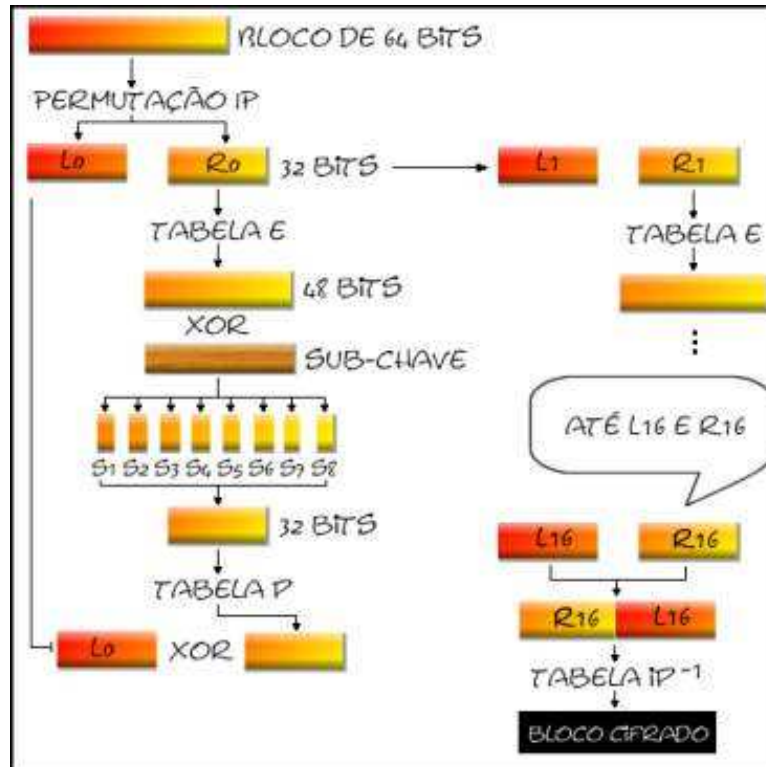 BLOCO DE 64 BITS
PERMUTAÇÃO IP
L0
R0
32 BITS
TABELA E
48 BITS
XOR
SUB-CHAVE
S1 S2 S3 S4 S5 S6 S7 S8
32 BITS
TABELA P
L0
XOR
L1
R1
TABELA E
...
ATÉ L16 E R16
L16
R16
R16
L16
TABELA IP⁻¹
BLOCO CIFRADO